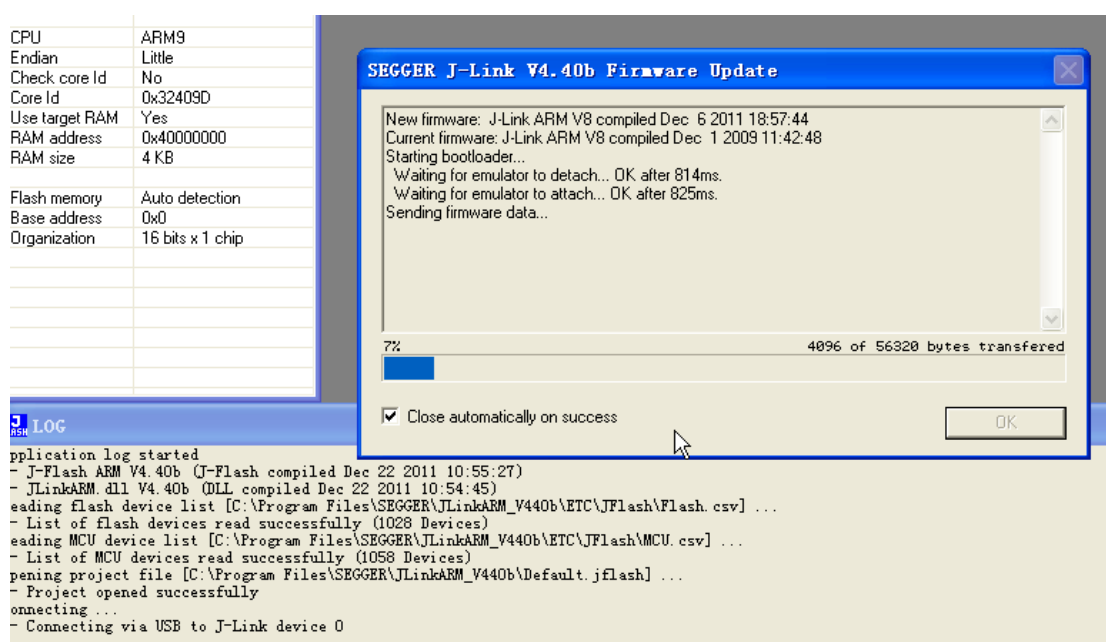 CPU ARM9
Endian Little
Check core Id No
Core Id 0x32409D
Use target RAM Yes
RAM address 0x40000000
RAM size 4 KB
Flash memory Auto detection
Base address 0x0
Organization 16 bits x 1 chip
SEGGER J-Link V4.40b Firmware Update
New firmware: J-Link ARM V8 compiled Dec 6 2011 18:57:44
Current firmware: J-Link ARM V8 compiled Dec 1 2009 11:42:48
Starting bootloader...
Waiting for emulator to detach... OK after 814ms.
Waiting for emulator to attach... OK after 825ms.
Sending firmware data...
7% 4096 of 56320 bytes transfered
Close automatically on success
OK
LOG
pplication log started
- J-Flash ARM V4.40b (J-Flash compiled Dec 22 2011 10:55:27)
- JLinkARM.dll V4.40b (DLL compiled Dec 22 2011 10:54:45)
eading flash device list [C:\Program Files\SEGGER\JLinkARM_V440b\ETC\JFlash\Flash.csv] ...
- List of flash devices read successfully (1028 Devices)
eading MCU device list [C:\Program Files\SEGGER\JLinkARM_V440b\ETC\JFlash\MCU.csv] ...
- List of MCU devices read successfully (1058 Devices)
pening project file [C:\Program Files\SEGGER\JLinkARM_V440b\Default.jflash] ...
- Project opened successfully
onnecting ...
- Connecting via USB to J-Link device 0